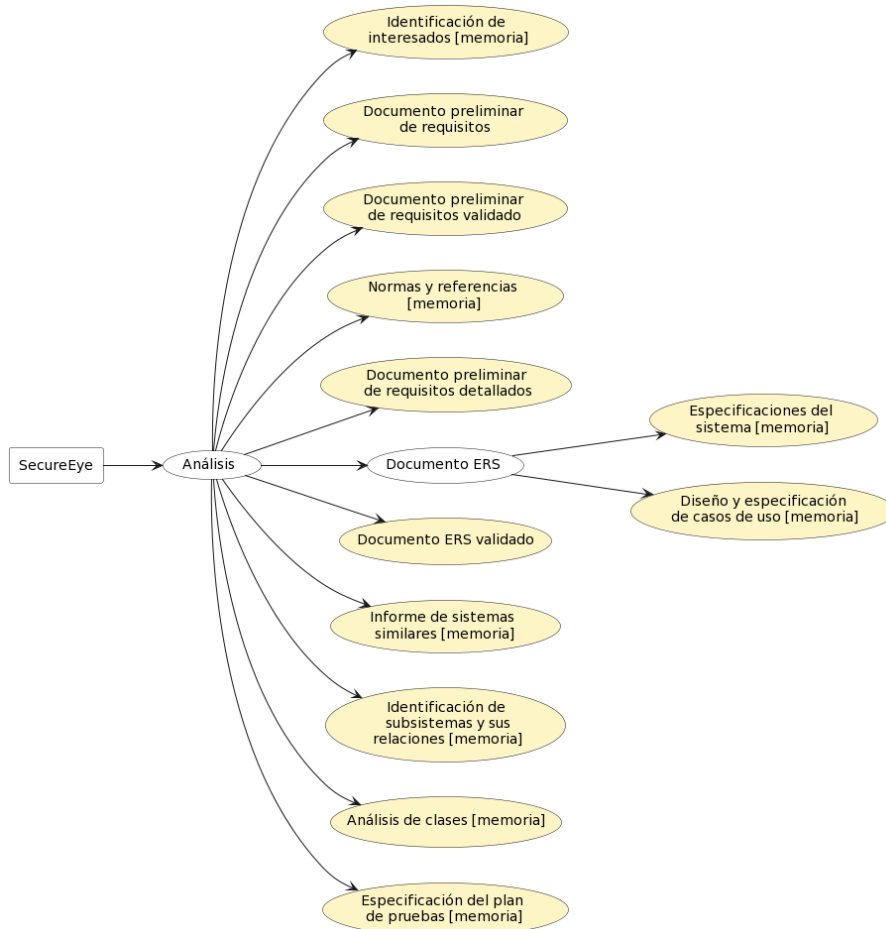 Identificación de
interesados [memoria]
Documento preliminar
de requisitos
Documento preliminar
de requisitos validado
Normas y referencias
[memoria]
Documento preliminar
de requisitos detallados
SecureEye
Análisis
Documento ERS
Especificaciones del
sistema [memoria]
Diseño y especificación
de casos de uso [memoria]
Documento ERS validado
Informe de sistemas
similares [memoria]
Identificación de
subsistemas y sus
relaciones [memoria]
Análisis de clases [memoria]
Especificación del plan
de pruebas [memoria]